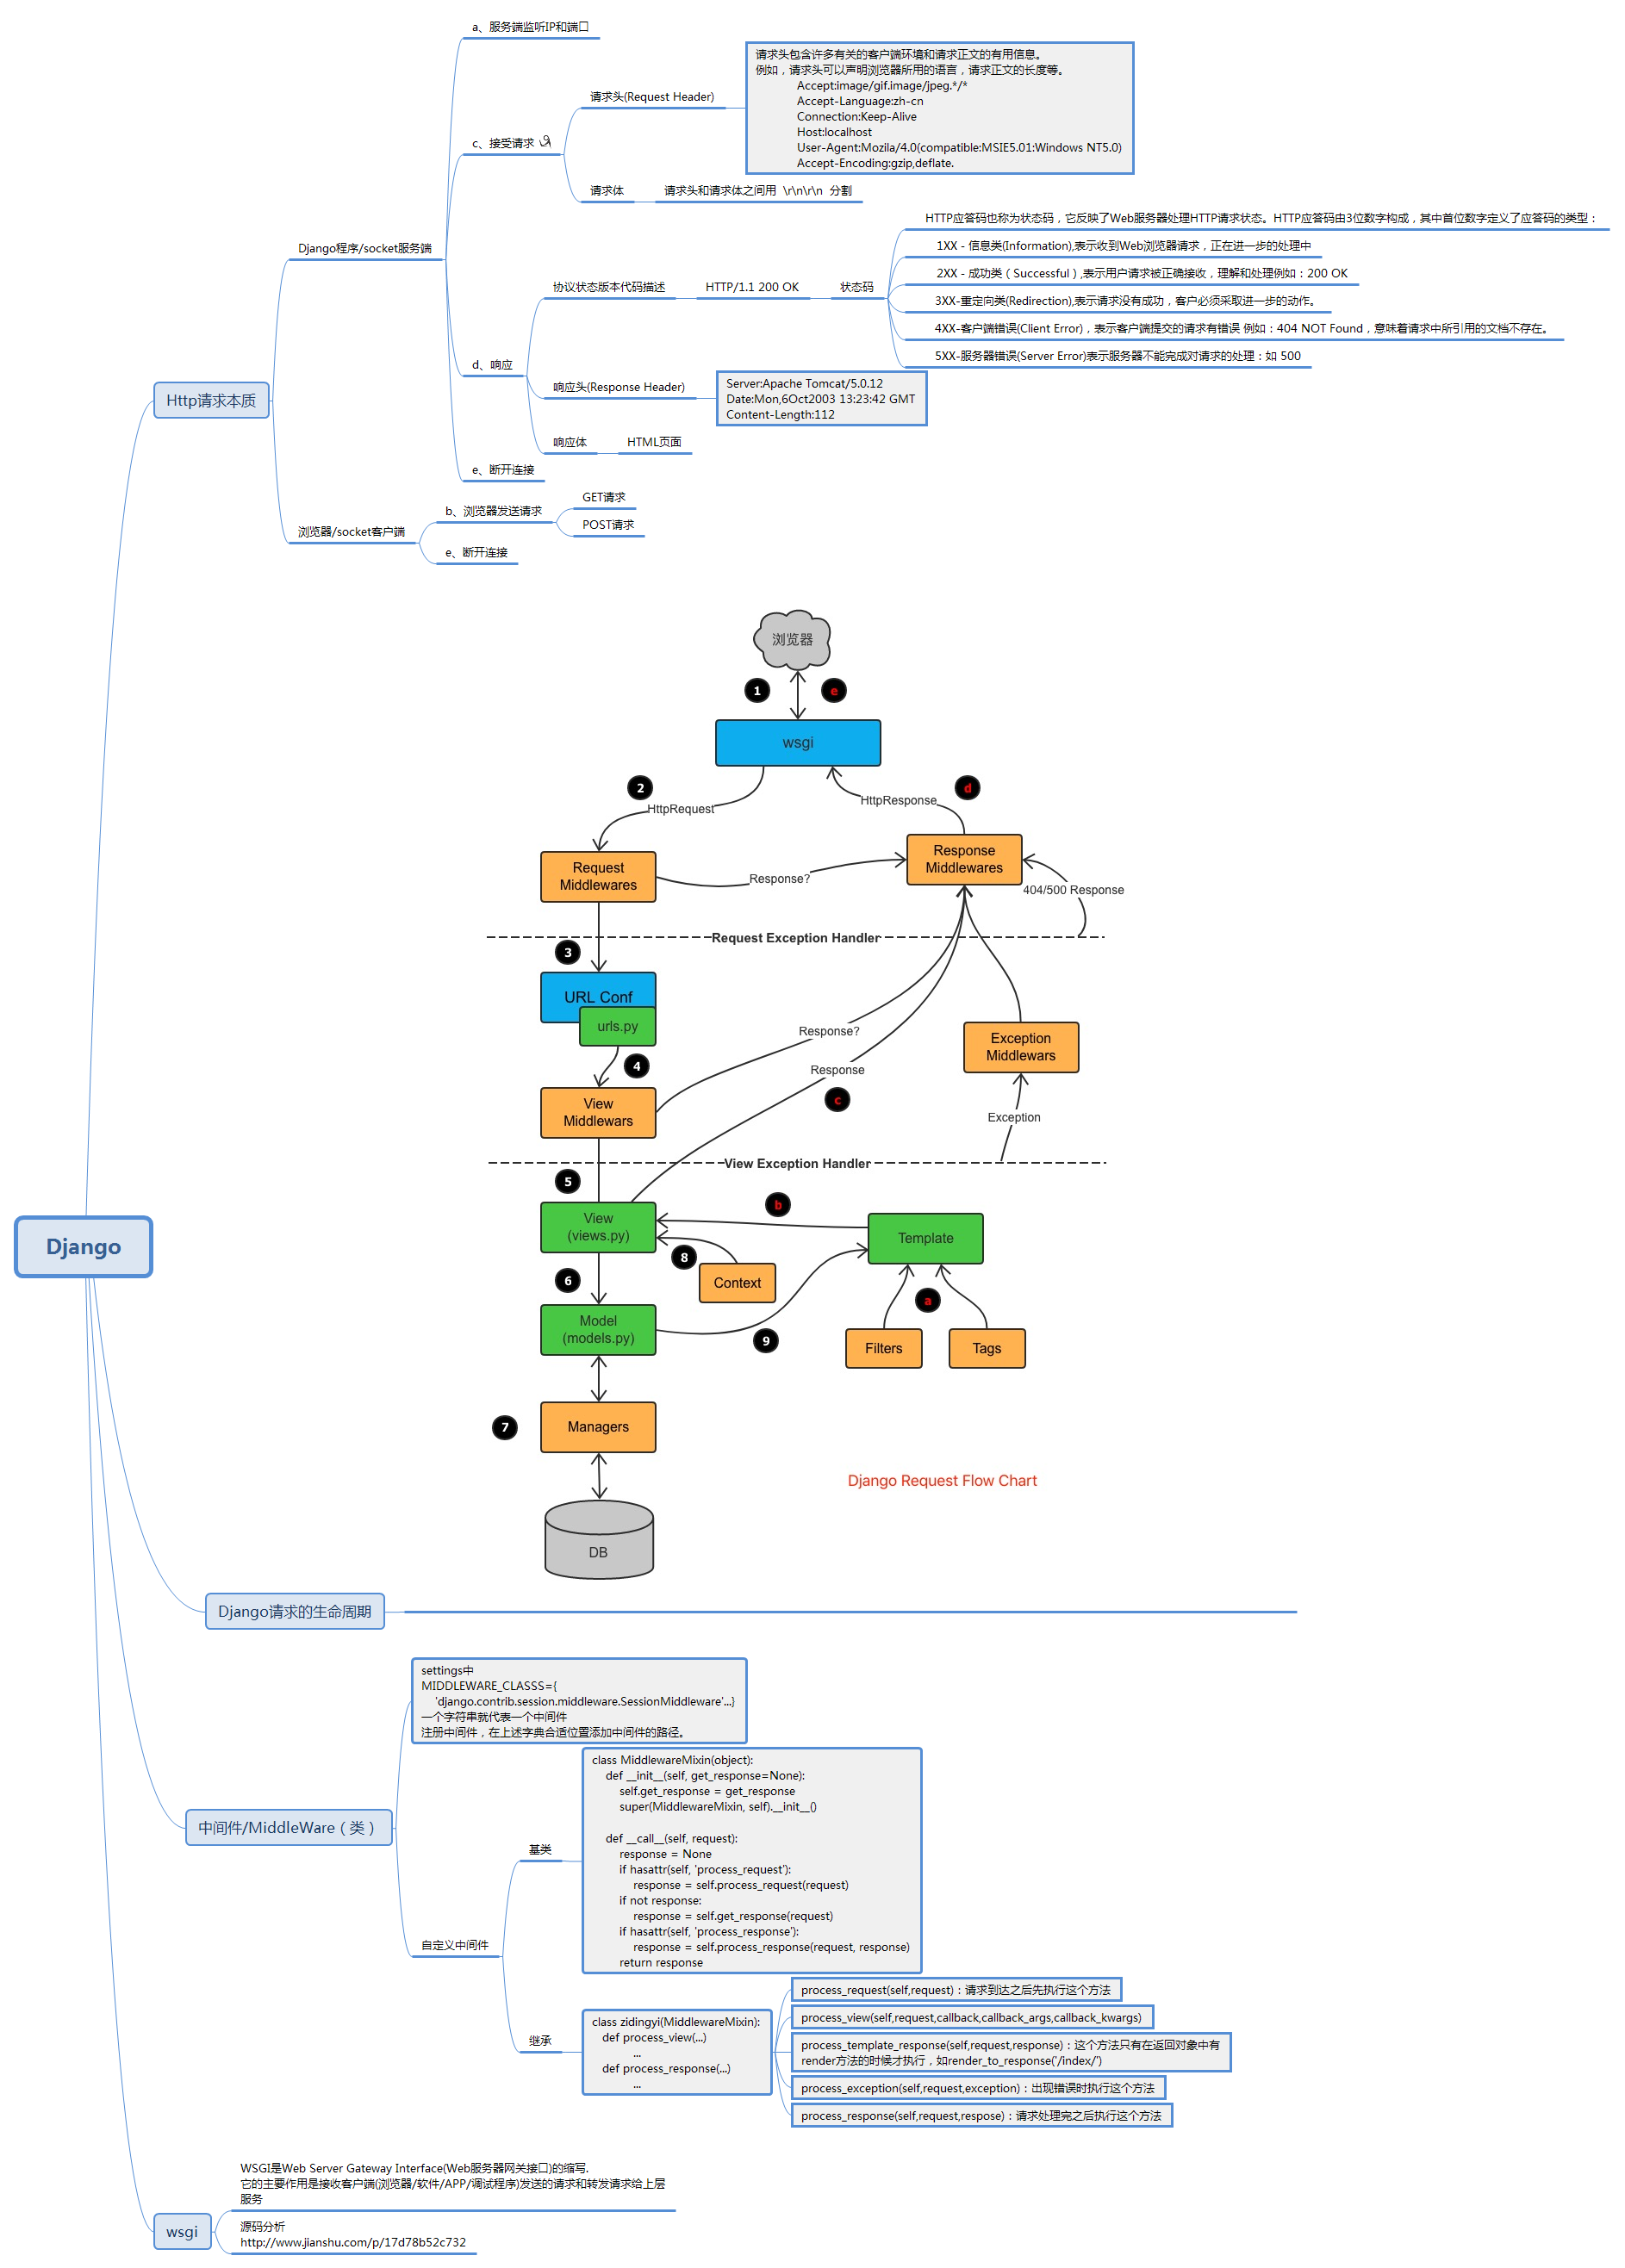 a、服务端监听IP和端口
请求头包含许多有关的客户端环境和请求正文的有用信息。
例如，请求头可以声明浏览器所用的语言，请求正文的长度等。
Accept:image/gif.image/jpeg.*/*
Accept-Language:zh-cn
Connection:Keep-Alive
Host:localhost
User-Agent:Mozila/4.0(compatible:MSIE5.01:Windows NT5.0)
Accept-Encoding:gzip,deflate.
请求头(Request Header)
c、接受请求
请求体
请求头和请求体之间用 \r\n\r\n 分割
HTTP应答码也称为状态码，它反映了Web服务器处理HTTP请求状态。HTTP应答码由3位数字构成，其中首位数字定义了应答码的类型：
Django程序/socket服务端
1XX - 信息类(Information),表示收到Web浏览器请求，正在进一步的处理中
2XX - 成功类（Successful）,表示用户请求被正确接收，理解和处理例如：200 OK
协议状态版本代码描述
HTTP/1.1 200 OK
状态码
3XX-重定向类(Redirection),表示请求没有成功，客户必须采取进一步的动作。
4XX-客户端错误(Client Error)，表示客户端提交的请求有错误 例如：404 NOT Found，意味着请求中所引用的文档不存在。
5XX-服务器错误(Server Error)表示服务器不能完成对请求的处理：如 500
d、响应
响应头(Response Header)
Server:Apache Tomcat/5.0.12
Date:Mon,6Oct2003 13:23:42 GMT
Content-Length:112
Http请求本质
响应体
HTML页面
e、断开连接
b、浏览器发送请求
GET请求
POST请求
浏览器/socket客户端
e、断开连接
浏览器
1
e
wsgi
2
HttpRequest
HttpResponse
d
Request
Middlewares
Response?
Response
Middlewares
404/500 Response
Request Exception Handler
3
URL Conf
urls.py
4
Response?
Exception
Middlewars
View
Middlewars
Response
c
Exception
View Exception Handler
5
b
View
(views.py)
Template
8
Context
6
a
Model
(models.py)
9
Filters
Tags
7
Managers
Django Request Flow Chart
DB
Django
Django请求的生命周期
settings中
MIDDLEWARE_CLASSS={
'django.contrib.session.middleware.SessionMiddleware'...}
一个字符串就代表一个中间件
注册中间件，在上述字典合适位置添加中间件的路径。
中间件/MiddleWare（类）
class MiddlewareMixin(object):
def __init__(self, get_response=None):
self.get_response = get_response
super(MiddlewareMixin, self).__init__()
def __call__(self, request):
response = None
if hasattr(self, 'process_request'):
response = self.process_request(request)
if not response:
response = self.get_response(request)
if hasattr(self, 'process_response'):
response = self.process_response(request, response)
return response
基类
自定义中间件
继承
class zidingyi(MiddlewareMixin):
def process_view(...)
...
def process_response(...)
...
process_request(self,request)：请求到达之后先执行这个方法
process_view(self,request,callback,callback_args,callback_kwargs)
process_template_response(self,request,response)：这个方法只有在返回对象中有
render方法的时候才执行，如render_to_response('/index/')
process_exception(self,request,exception)：出现错误时执行这个方法
process_response(self,request,respose)：请求处理完之后执行这个方法
wsgi
WSGI是Web Server Gateway Interface(Web服务器网关接口)的缩写.
它的主要作用是接收客户端(浏览器/软件/APP/调试程序)发送的请求和转发请求给上层
服务
源码分析
http://www.jianshu.com/p/17d78b52c732